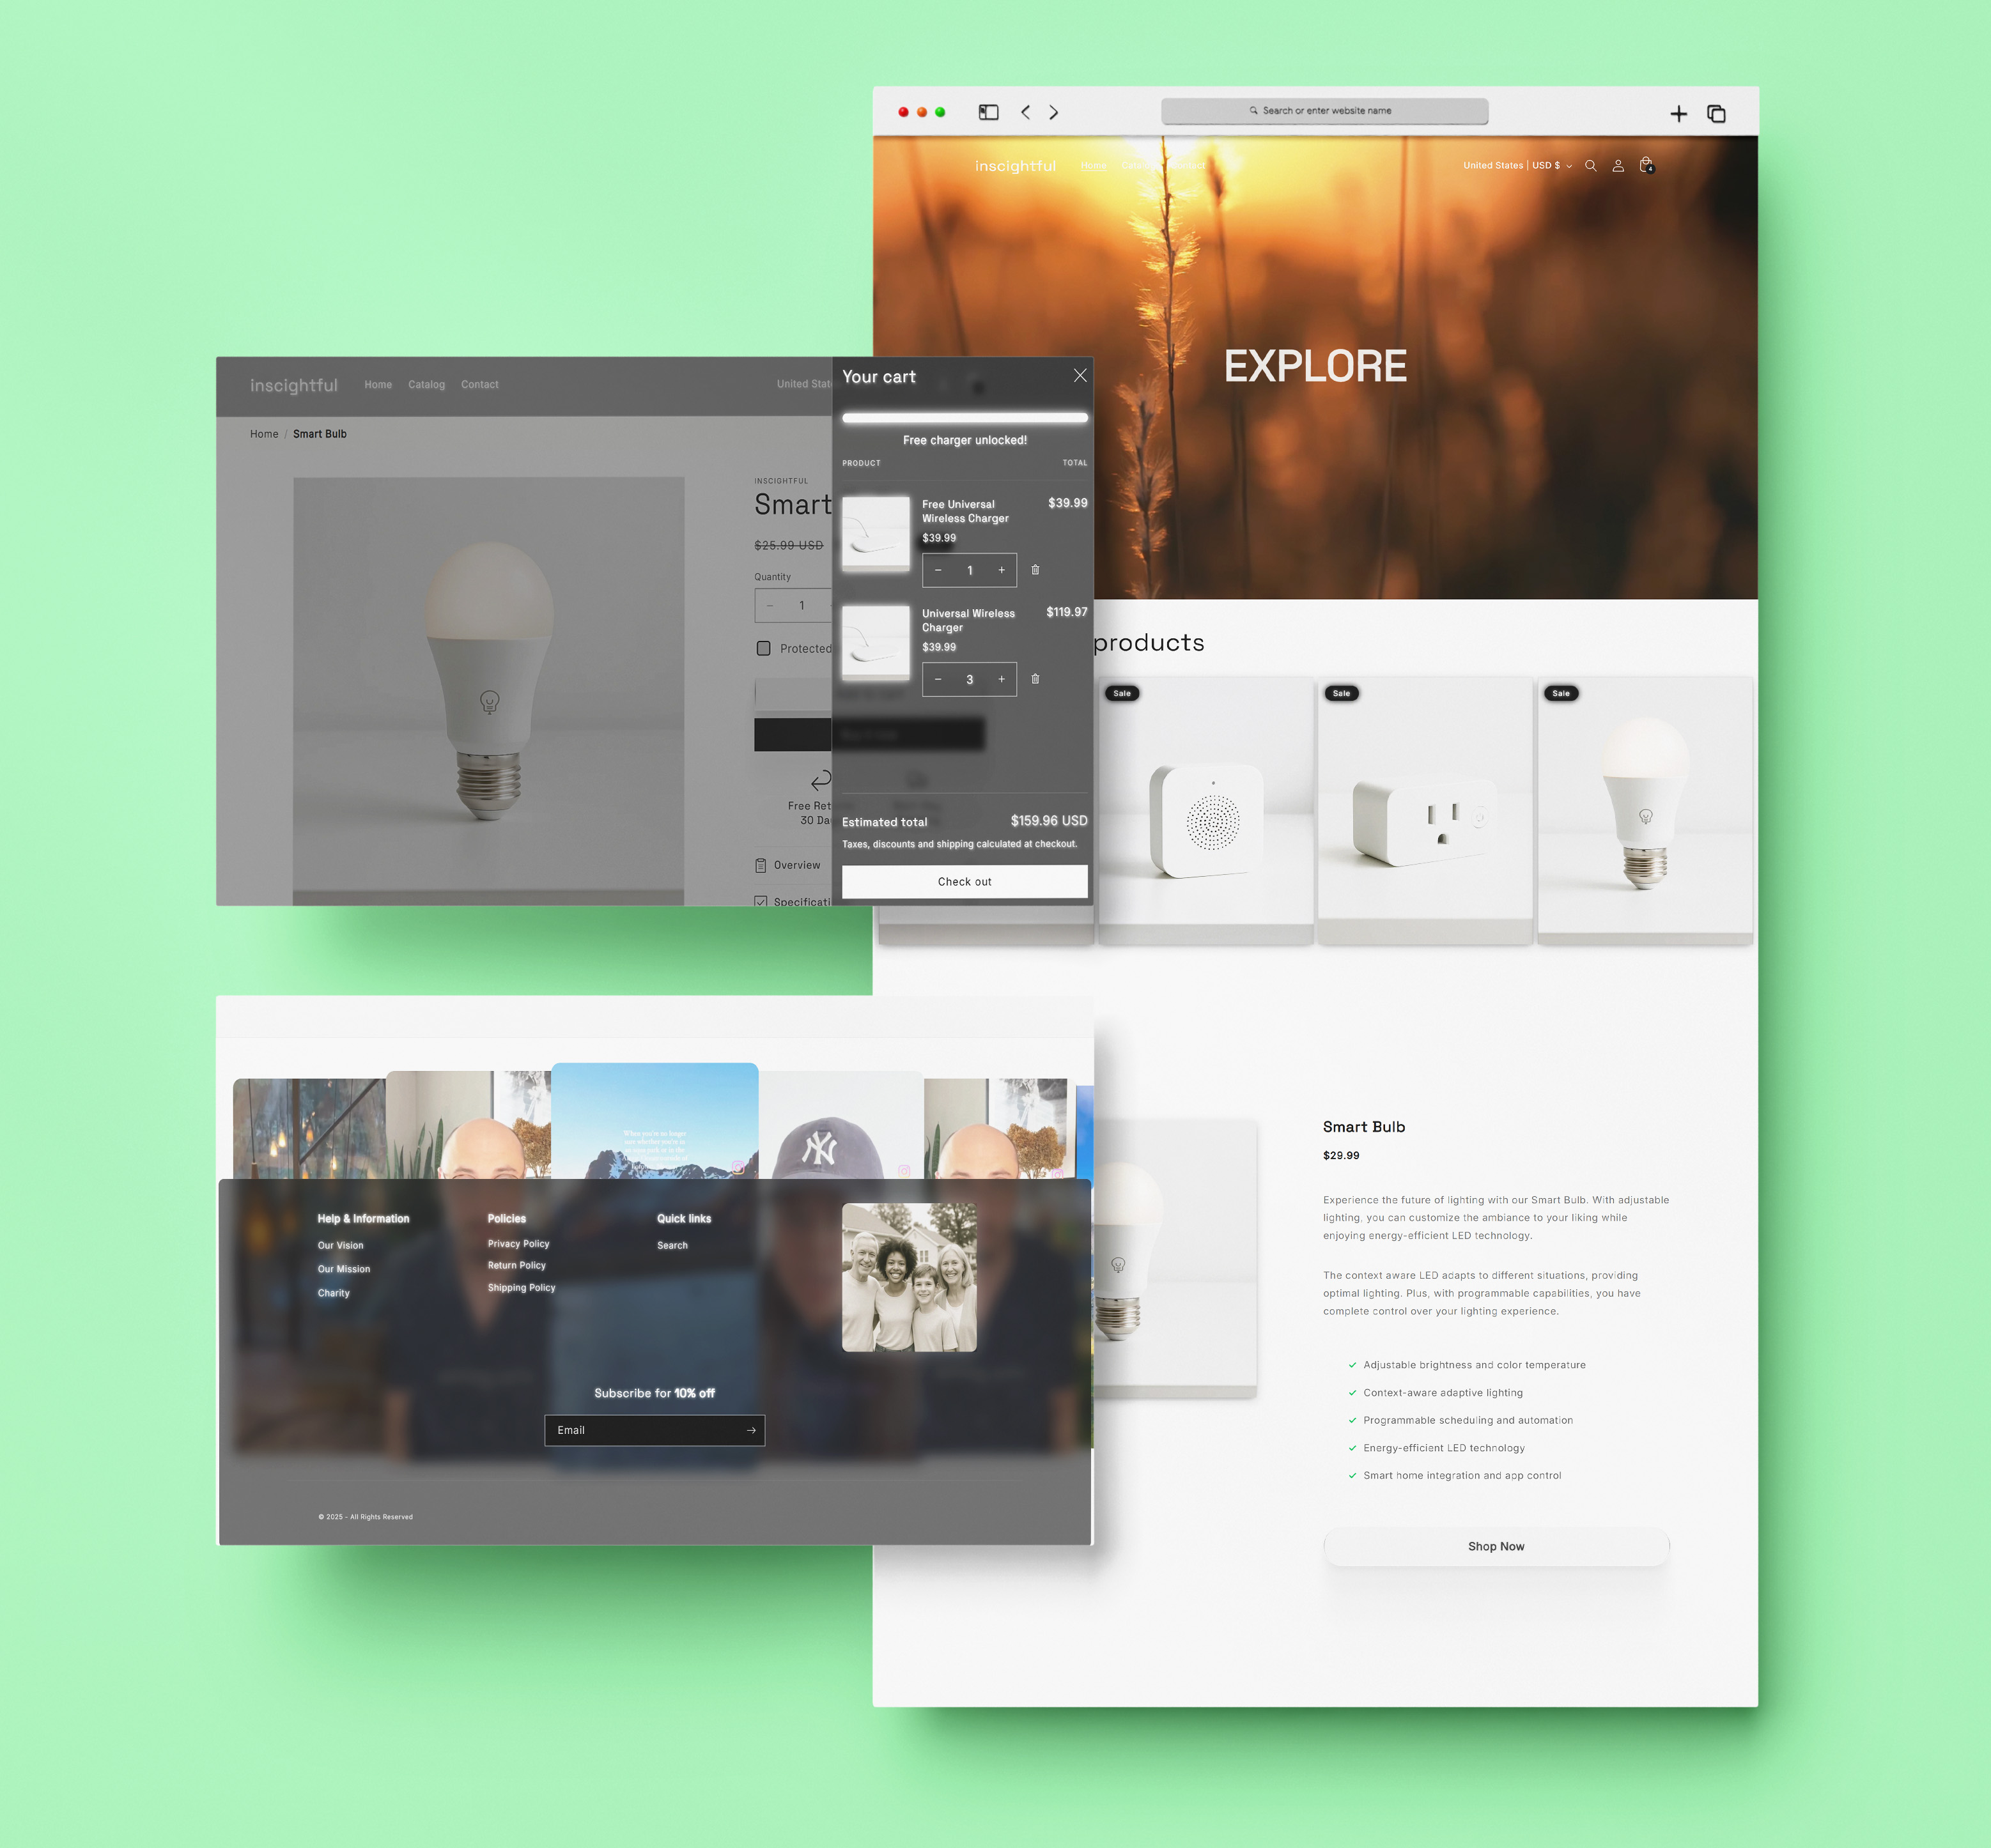 Search or enter website name
inscightful
Home
United States | USD $
4
EXPLORE
products
Sale
Sale
Sale
inscightful Home Catalog Contact
United Stat
Home / Smart Bulb
INSCIGHTFUL
Smart
$25.99 USD
Quantity
− 1
Protected
Free Ret
30 Da
Overview
Specificati
Your cart
Free charger unlocked!
PRODUCT TOTAL
Free Universal $39.99
Wireless Charger
$39.99
− 1 +
Universal Wireless $119.97
Charger
$39.99
− 3 +
Estimated total $159.96 USD
Taxes, discounts and shipping calculated at checkout.
Check out
NY
When you're no longer
Help & Information
Our Vision
Our Mission
Charity
Policies
Privacy Policy
Return Policy
Shipping Policy
Quick links
Search
Subscribe for 10% off
Email
© 2025 - All Rights Reserved
Smart Bulb
$29.99
Experience the future of lighting with our Smart Bulb. With adjustable
lighting, you can customize the ambiance to your liking while
enjoying energy-efficient LED technology.
The context aware LED adapts to different situations, providing
optimal lighting. Plus, with programmable capabilities, you have
complete control over your lighting experience.
Adjustable brightness and color temperature
Context-aware adaptive lighting
Programmable scheduling and automation
Energy-efficient LED technology
Smart home integration and app control
Shop Now